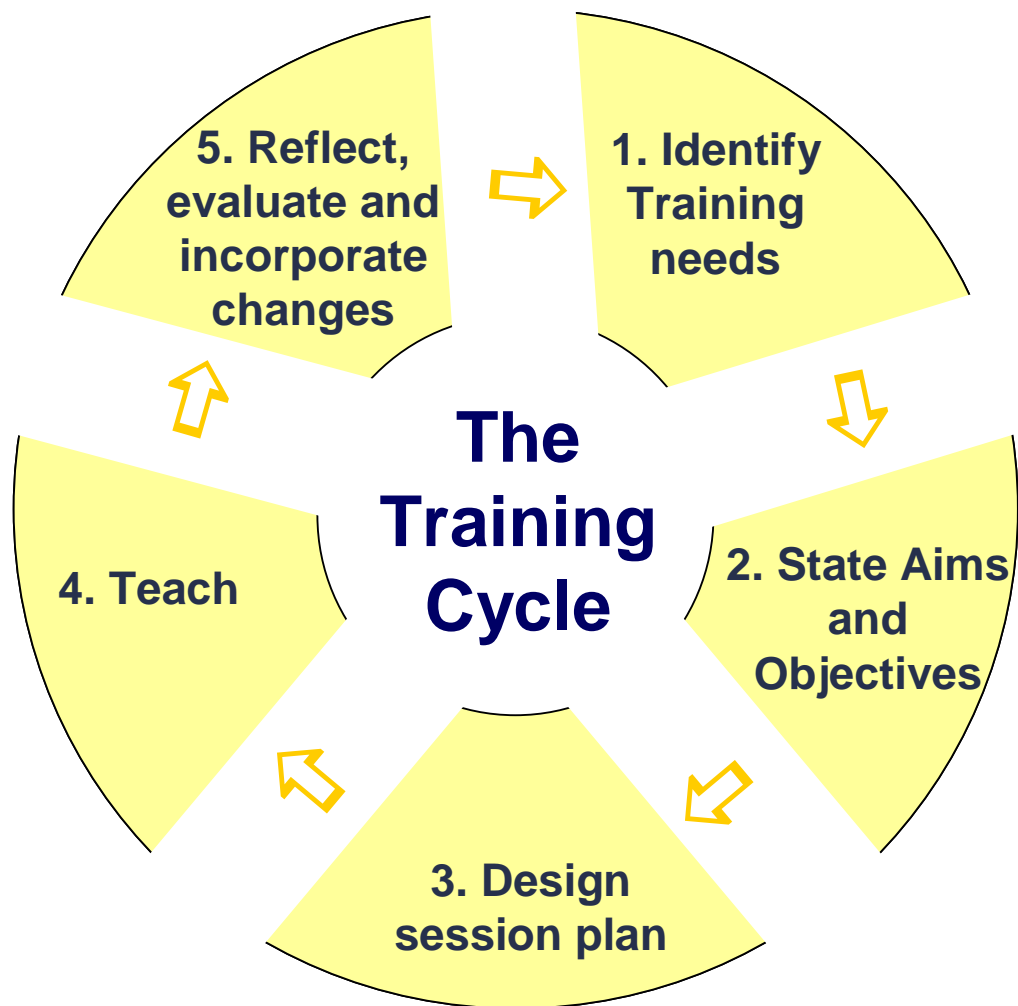 The
Training
Cycle
1. Identify
Training
needs
2. State Aims
and
Objectives
3. Design
session plan
4. Teach
5. Reflect,
evaluate and
incorporate
changes